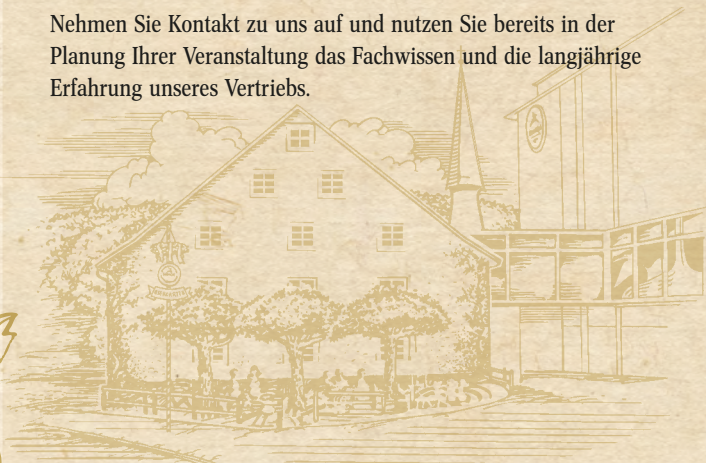 Nehmen Sie Kontakt zu uns auf und nutzen Sie bereits in der
Planung Ihrer Veranstaltung das Fachwissen und die langjährige
Erfahrung unseres Vertriebs.